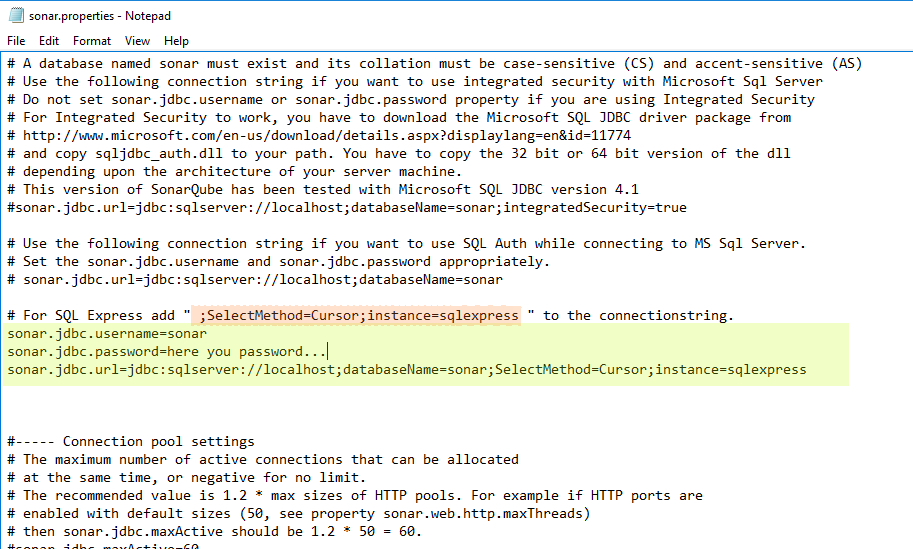 sonar.properties - Notepad
File Edit Format View Help
# A database named sonar must exist and its collation must be case-sensitive (CS) and accent-sensitive (AS)
# Use the following connection string if you want to use integrated security with Microsoft Sql Server
# Do not set sonar.jdbc.username or sonar.jdbc.password property if you are using Integrated Security
# For Integrated Security to work, you have to download the Microsoft SQL JDBC driver package from
# http://www.microsoft.com/en-us/download/details.aspx?displaylang=en&id=11774
# and copy sqljdbc_auth.dll to your path. You have to copy the 32 bit or 64 bit version of the dll
# depending upon the architecture of your server machine.
# This version of SonarQube has been tested with Microsoft SQL JDBC version 4.1
#sonar.jdbc.url=jdbc:sqlserver://localhost;databaseName=sonar;integratedSecurity=true
# Use the following connection string if you want to use SQL Auth while connecting to MS Sql Server.
# Set the sonar.jdbc.username and sonar.jdbc.password appropriately.
# sonar.jdbc.url=jdbc:sqlserver://localhost;databaseName=sonar
# For SQL Express add " ;SelectMethod=Cursor;instance=sqlexpress " to the connectionstring.
sonar.jdbc.username=sonar
sonar.jdbc.password=here you password...
sonar.jdbc.url=jdbc:sqlserver://localhost;databaseName=sonar;SelectMethod=Cursor;instance=sqlexpress
#----- Connection pool settings
# The maximum number of active connections that can be allocated
# at the same time, or negative for no limit.
# The recommended value is 1.2 * max sizes of HTTP pools. For example if HTTP ports are
# enabled with default sizes (50, see property sonar.web.http.maxThreads)
# then sonar.jdbc.maxActive should be 1.2 * 50 = 60.
#sonar.jdbc.maxActive=60